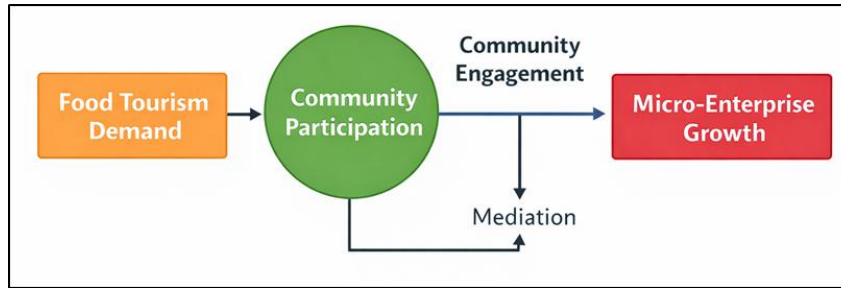 Food Tourism
Demand
Community
Participation
Community
Engagement
Micro-Enterprise
Growth
Mediation